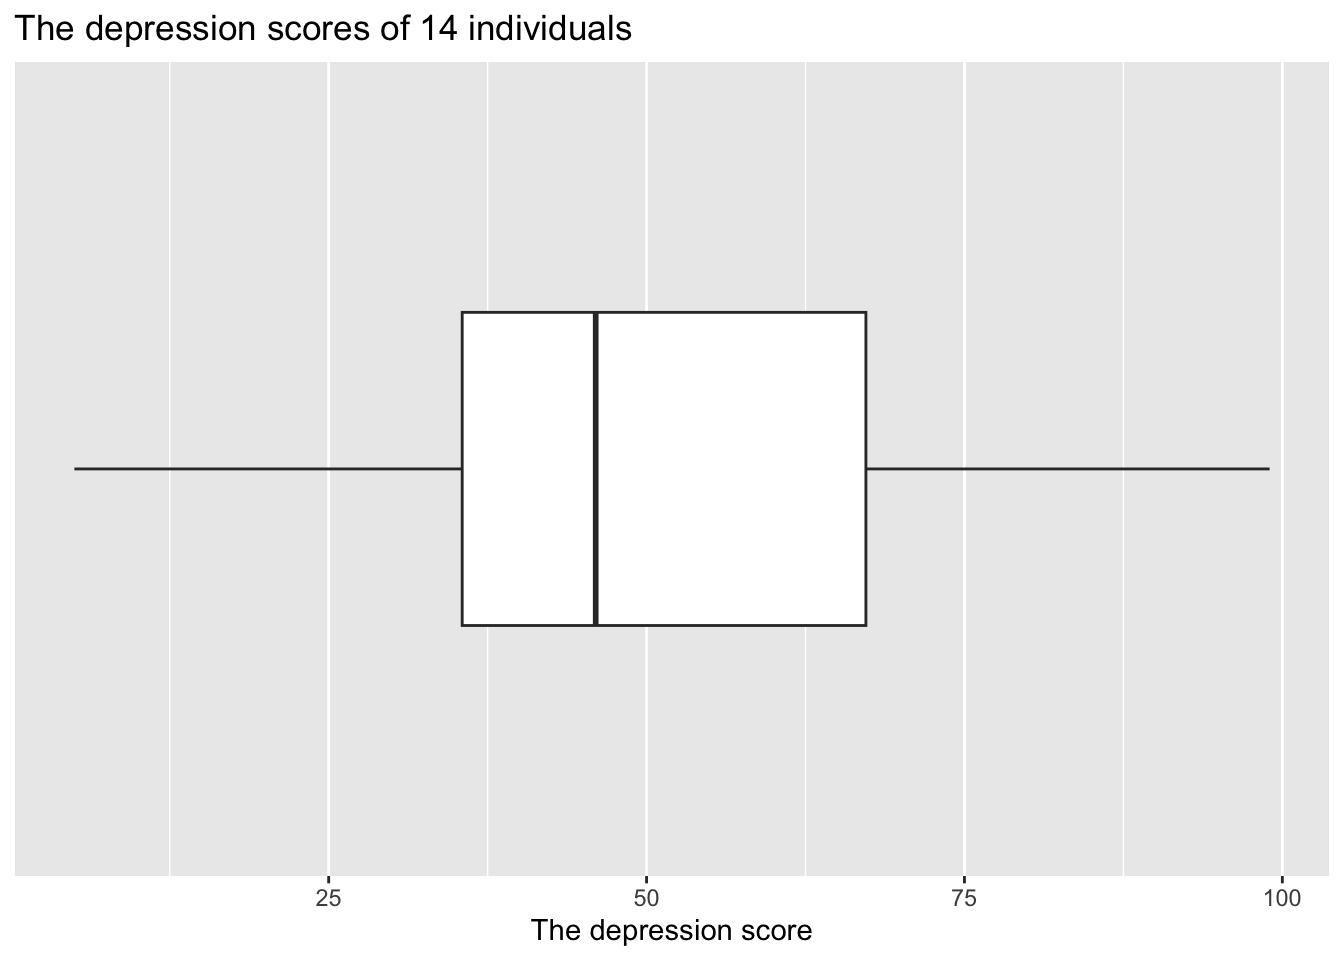 The depression scores of 14 individuals
25 50 75 100
The depression score